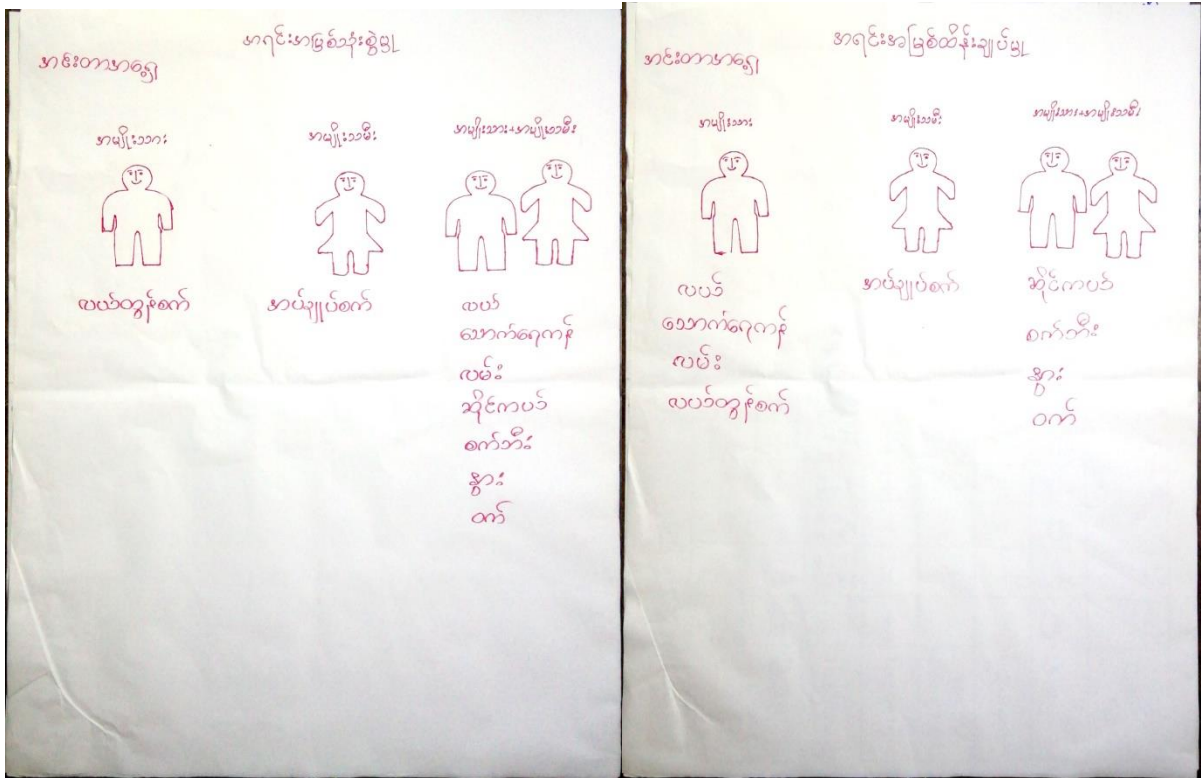 အရင်းအမြစ်သုံးစွဲမှု
အင်းတာအရှေ့
အမျိုးသား အမျိုးသမီး အမျိုးသား+အမျိုးသမီး
လယ်ထွန်စက် အပ်ချုပ်စက် လယ်
သောက်ရေကန်
လမ်း
ဆိုင်ကယ်
စက်ဘီး
နွား
ဝက်
အရင်းအမြစ်ထိန်းချုပ်မှု
အင်းတာအရှေ့
အမျိုးသား အမျိုးသမီး အမျိုးသား+အမျိုးသမီး
လယ် အပ်ချုပ်စက် ဆိုင်ကယ်
သောက်ရေကန် စက်ဘီး
လမ်း နွား
လယ်ထွန်စက် ဝက်